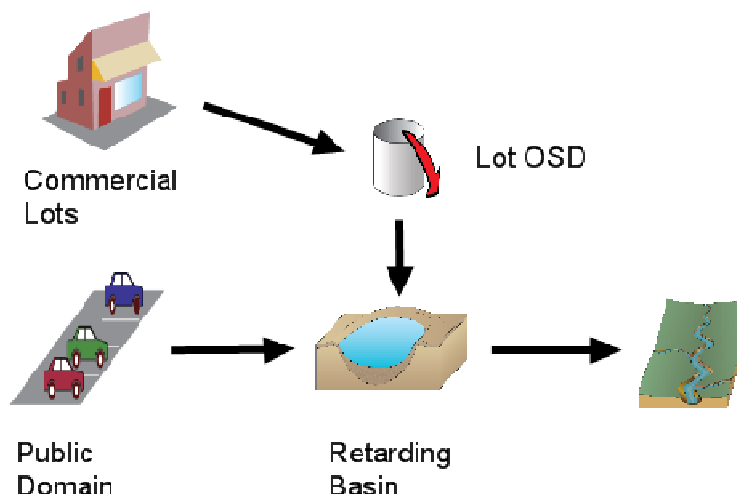 Commercial
Lots
Lot OSD
Public
Domain
Retarding
Basin